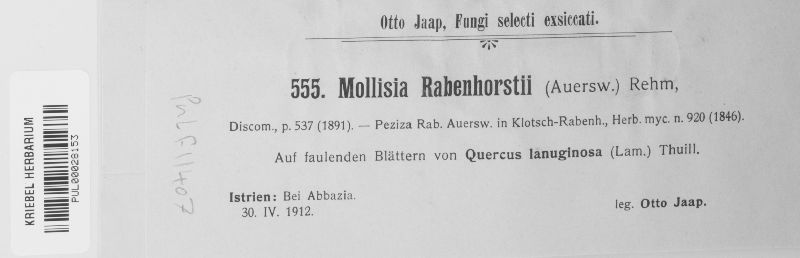 Otto Jaap, Fungi selecti exsiccati.
555. Mollisia Rabenhorstii (Auersw.) Rehm,
Discom., p. 537 (1891). — Peziza Rab. Auersw. in Klotsch-Rabenh., Herb. myc. n. 920 (1846).
Auf faulenden Blättern von Quercus lanuginosa (Lam.) Thuill.
Istrien: Bei Abbazia.
30. IV. 1912.
leg. Otto Jaap.
KRIEBEL HERBARIUM
PUL00028153